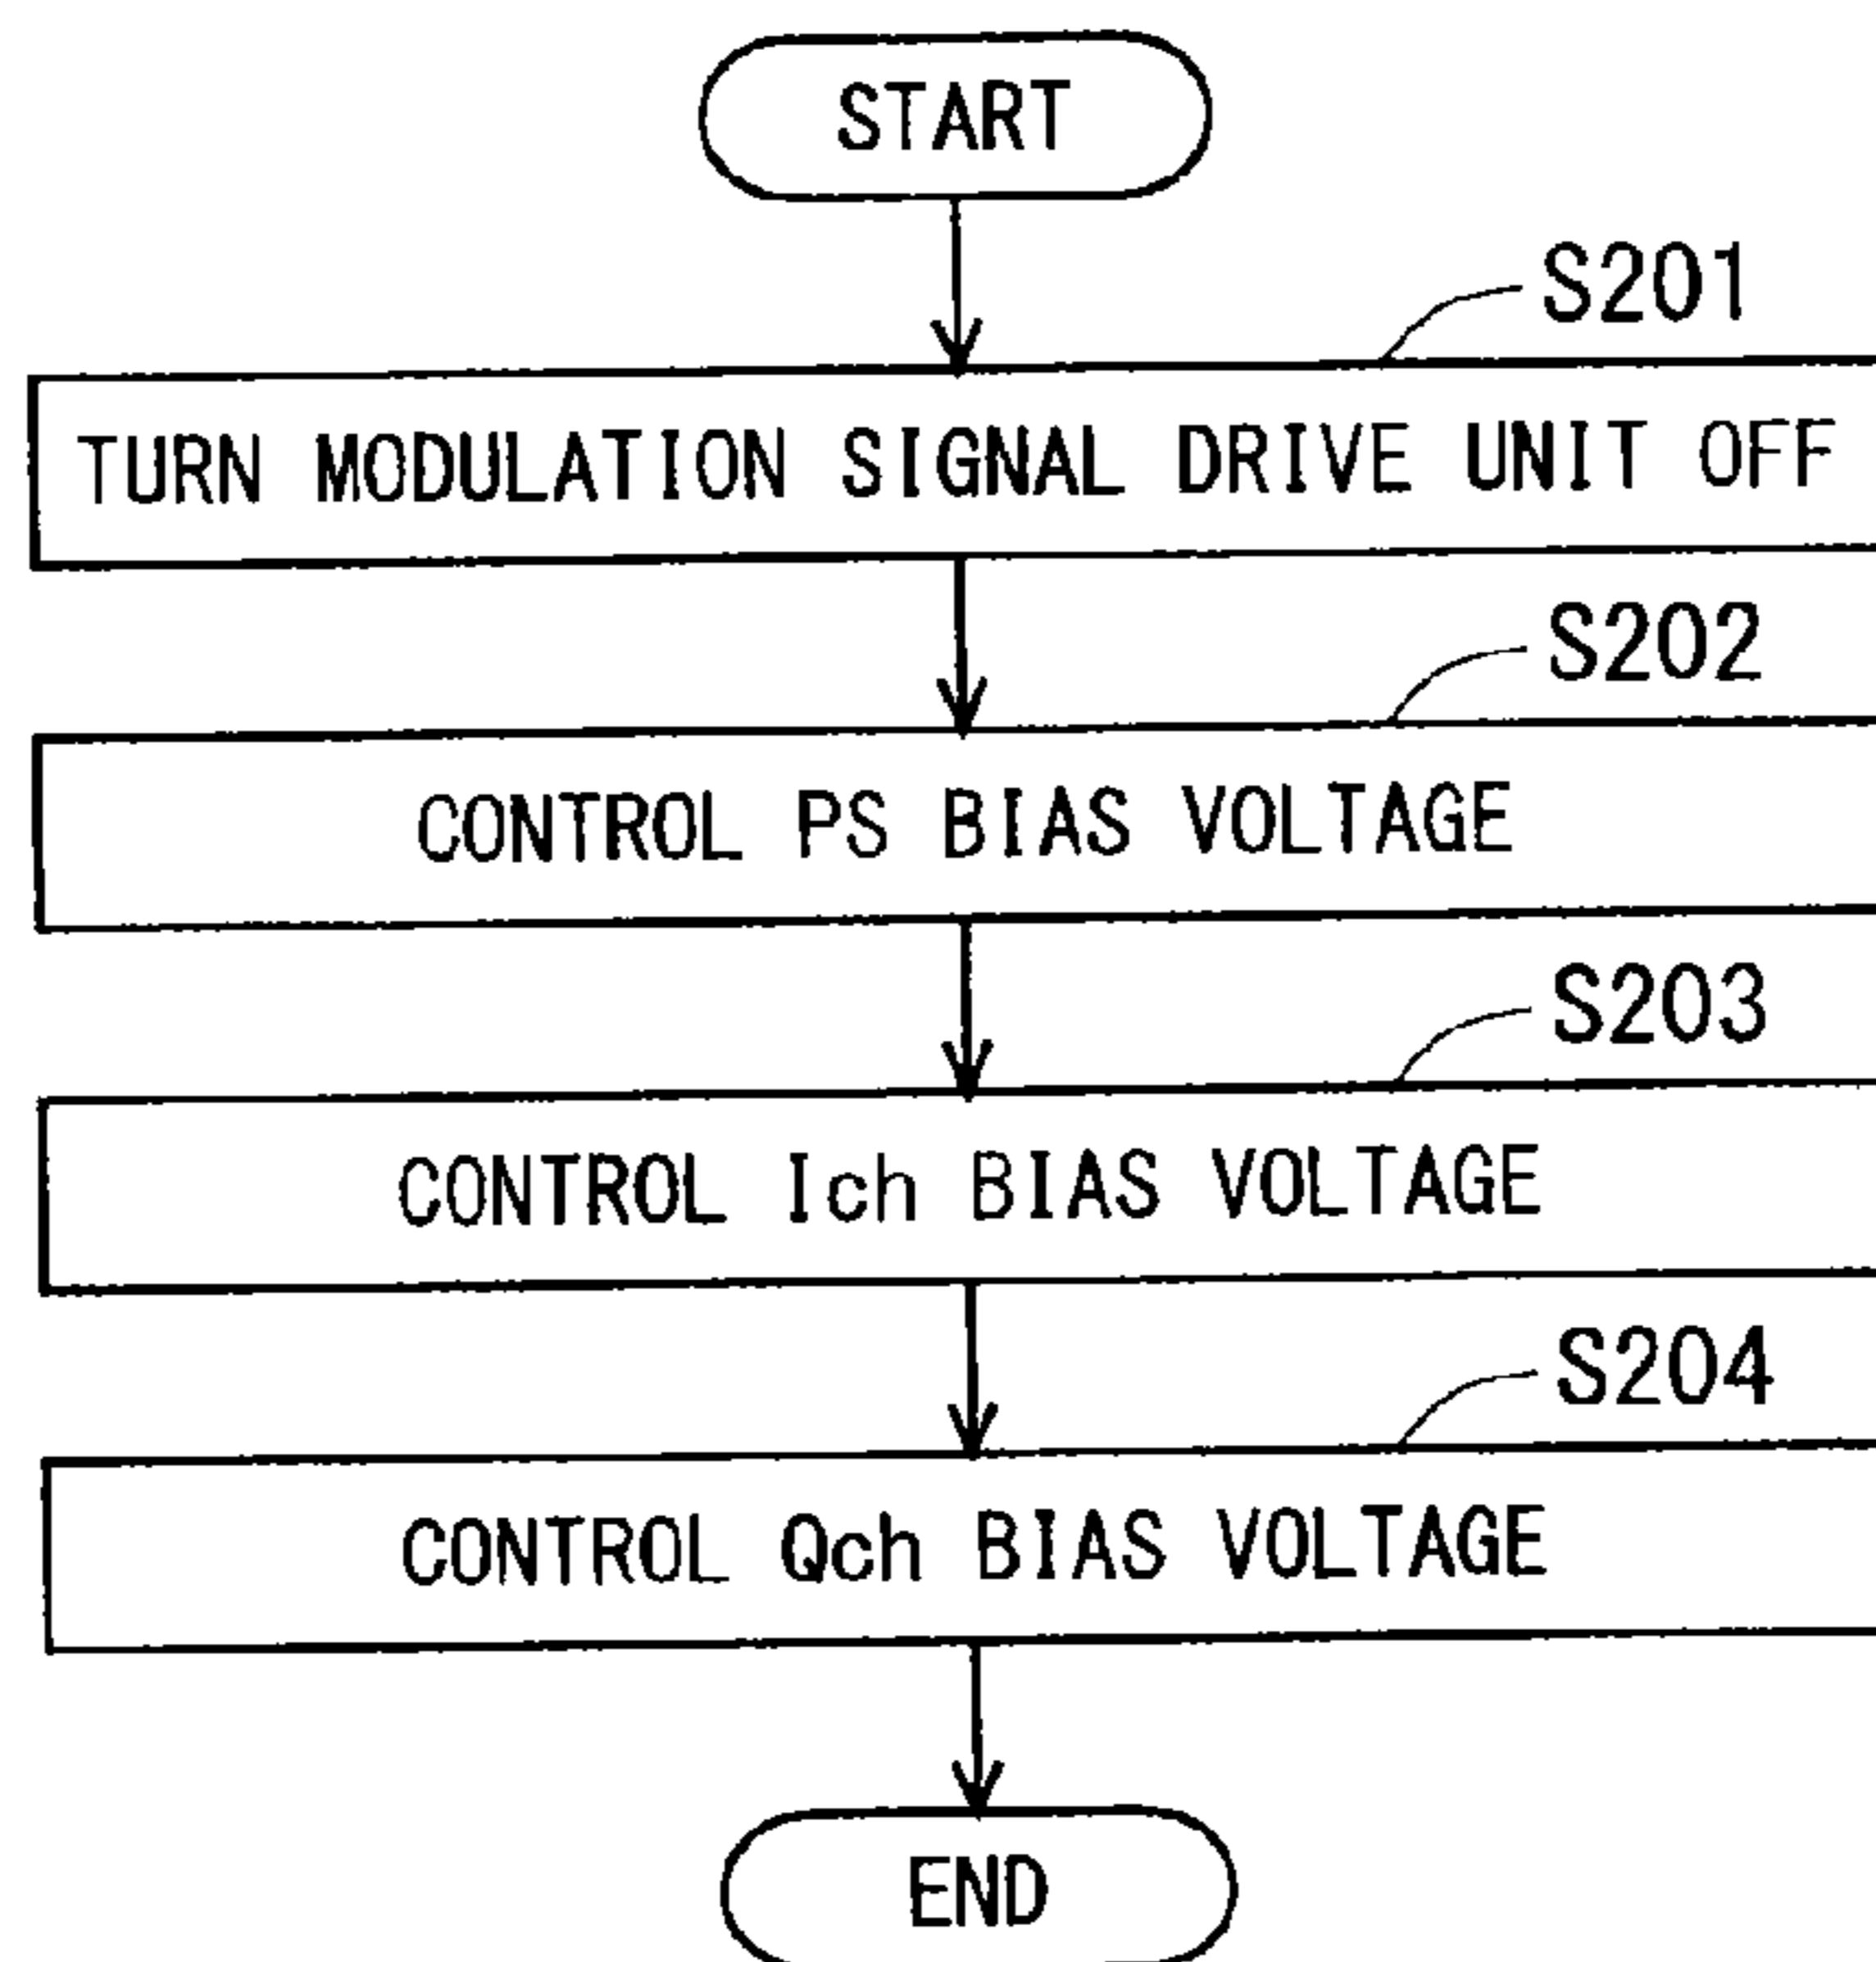 START
S201
TURN MODULATION SIGNAL DRIVE UNIT OFF
S202
CONTROL PS BIAS VOLTAGE
S203
CONTROL Ich BIAS VOLTAGE
S204
CONTROL Qch BIAS VOLTAGE
END